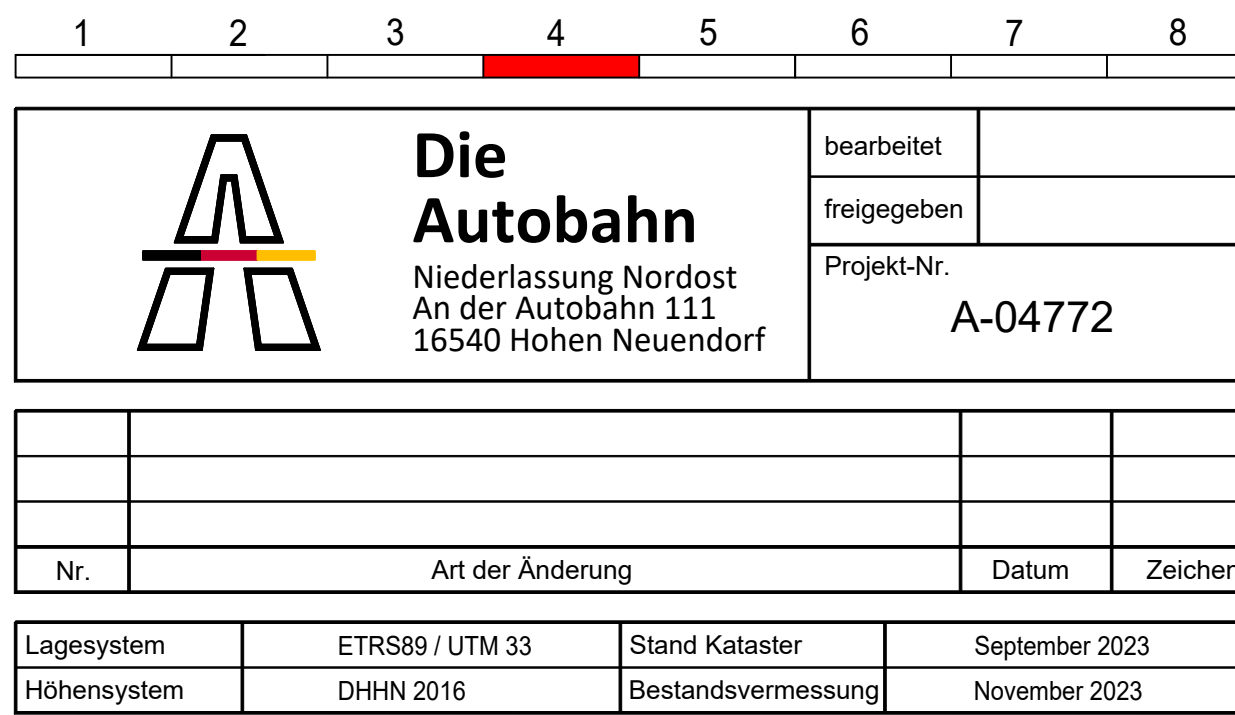 1 2 3 4 5 6 7 8
Die
Autobahn
Niederlassung Nordost
An der Autobahn 111
16540 Hohen Neuendorf
bearbeitet
freigegeben
Projekt-Nr.
A-04772
Nr. Art der Änderung Datum Zeichen
Lagesystem ETRS89 / UTM 33 Stand Kataster September 2023
Höhensystem DHHN 2016 Bestandsvermessung November 2023